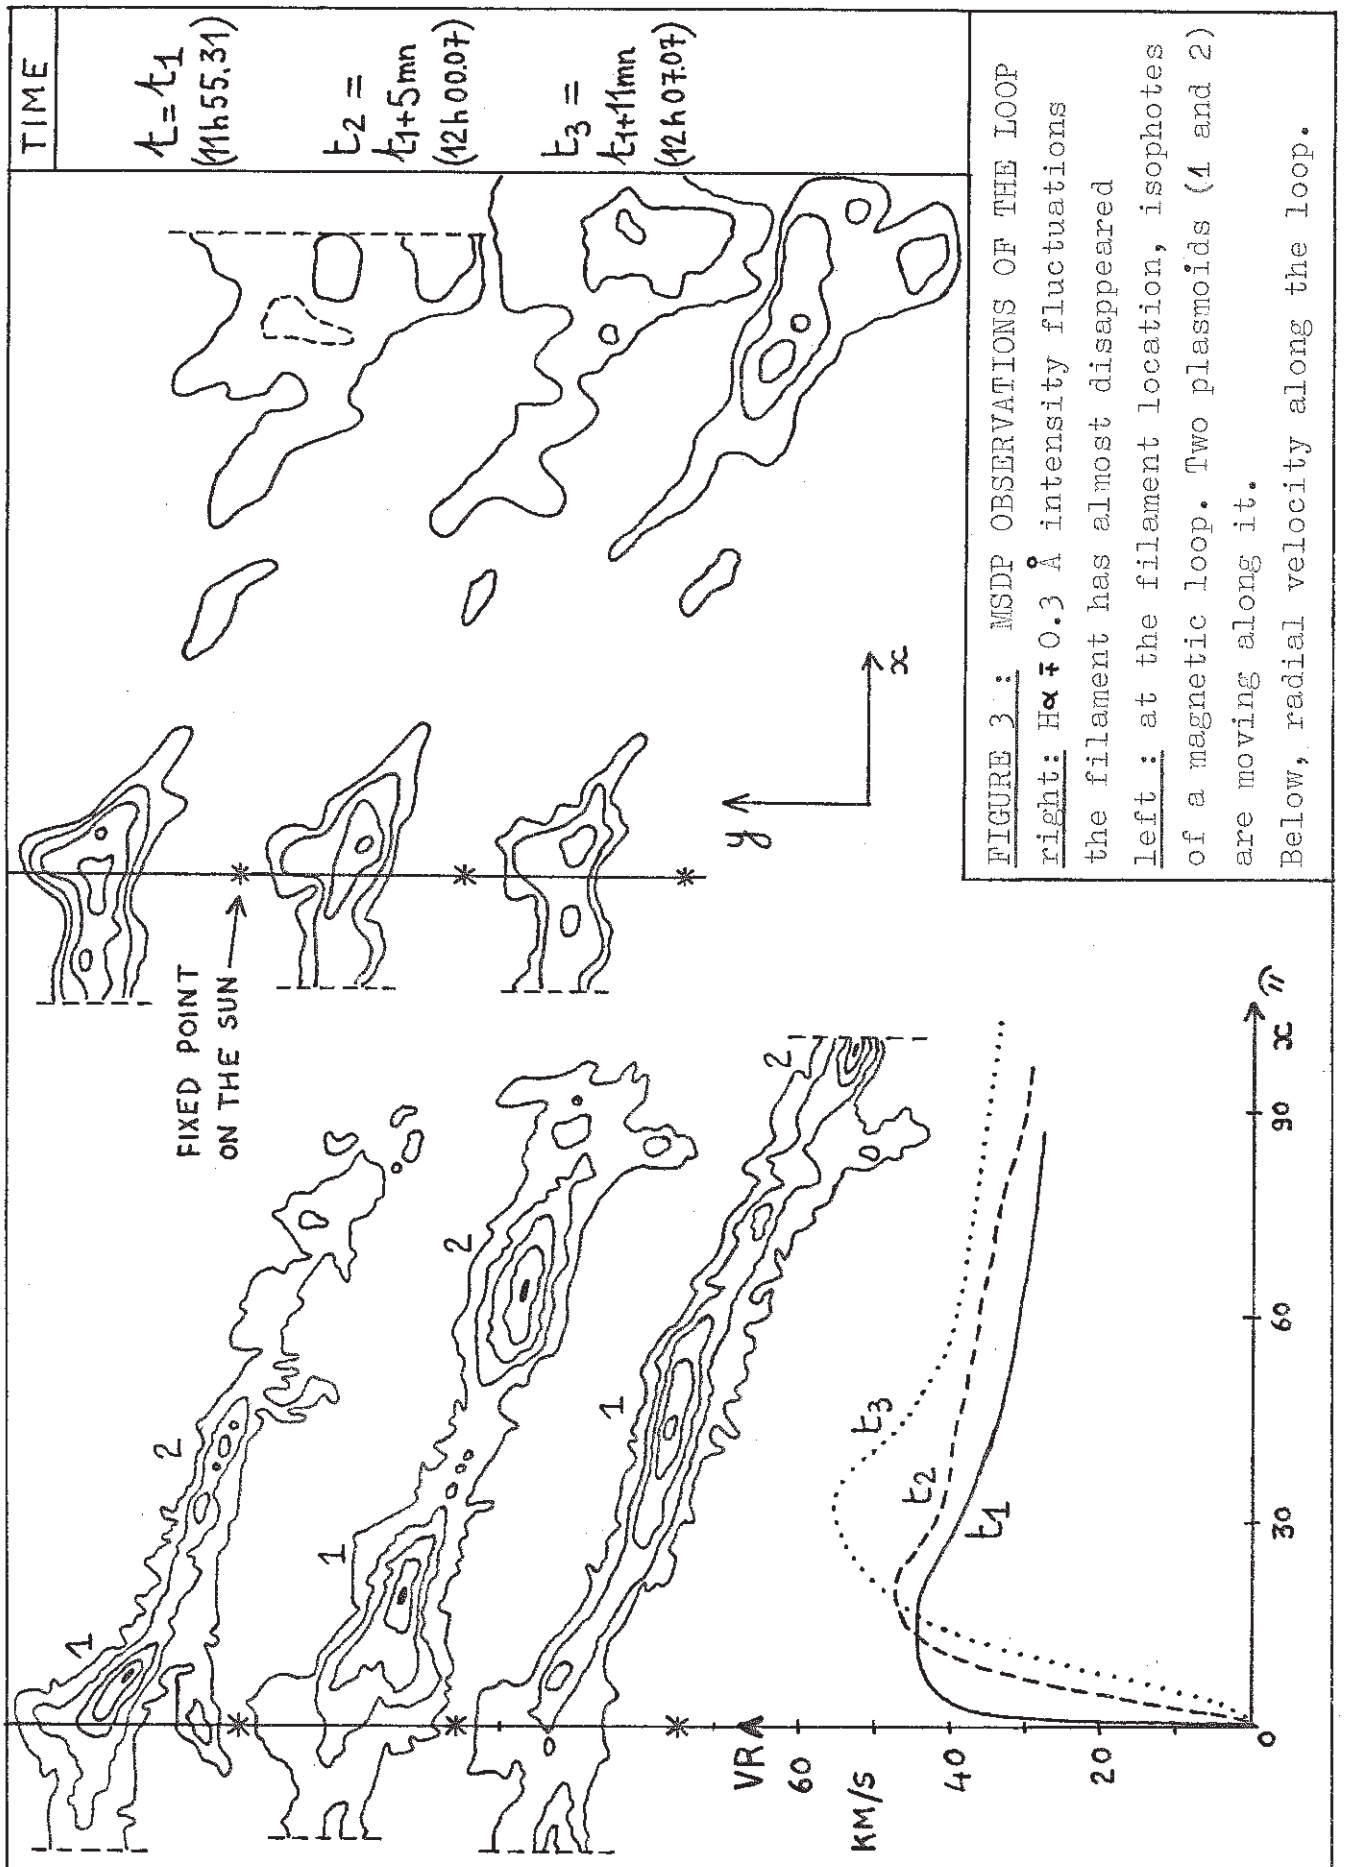 TIME
t = t1
(11h55.31)
t2 =
t1+5mn
(12h00.07)
t3 =
t1+11mn
(12h07.07)
FIXED POINT
ON THE SUN
1
2
1
2
1
2
y
x
VR
KM/S
60
40
20
0
30
60
90
x "
t1
t2
t3
FIGURE 3 : MSDP OBSERVATIONS OF THE LOOP
right: Hα ∓ 0.3 Å intensity fluctuations
the filament has almost disappeared
left : at the filament location, isophotes
of a magnetic loop. Two plasmoïds (1 and 2)
are moving along it.
Below, radial velocity along the loop.